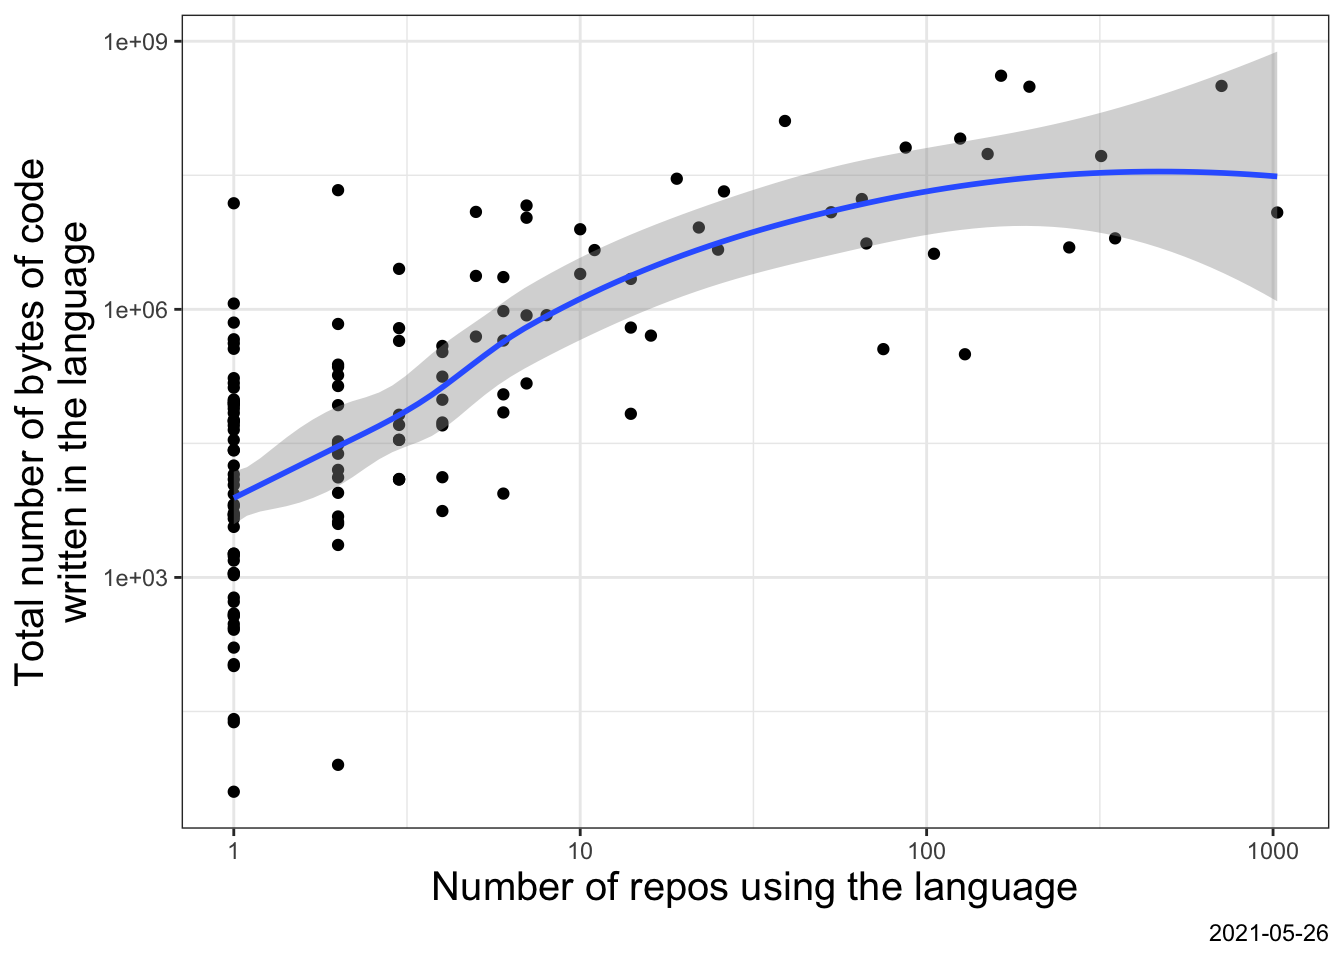 Total number of bytes of code
written in the language
1e+09
1e+06
1e+03
1
10
100
1000
Number of repos using the language
2021-05-26